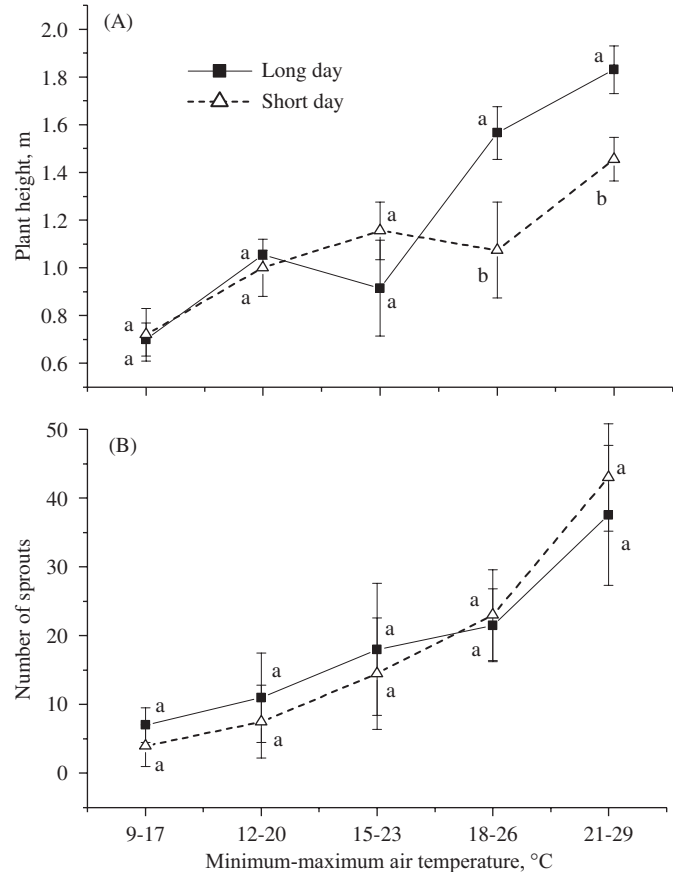 (A)
Long day
Short day
Plant height, m
2.0
1.8
1.6
1.4
1.2
1.0
0.8
0.6
a
a
a
a
a
a
a
b
a
b
(B)
Number of sprouts
50
40
30
20
10
0
a
a
a
a
a
a
a
a
a
a
9-17 12-20 15-23 18-26 21-29
Minimum-maximum air temperature, °C